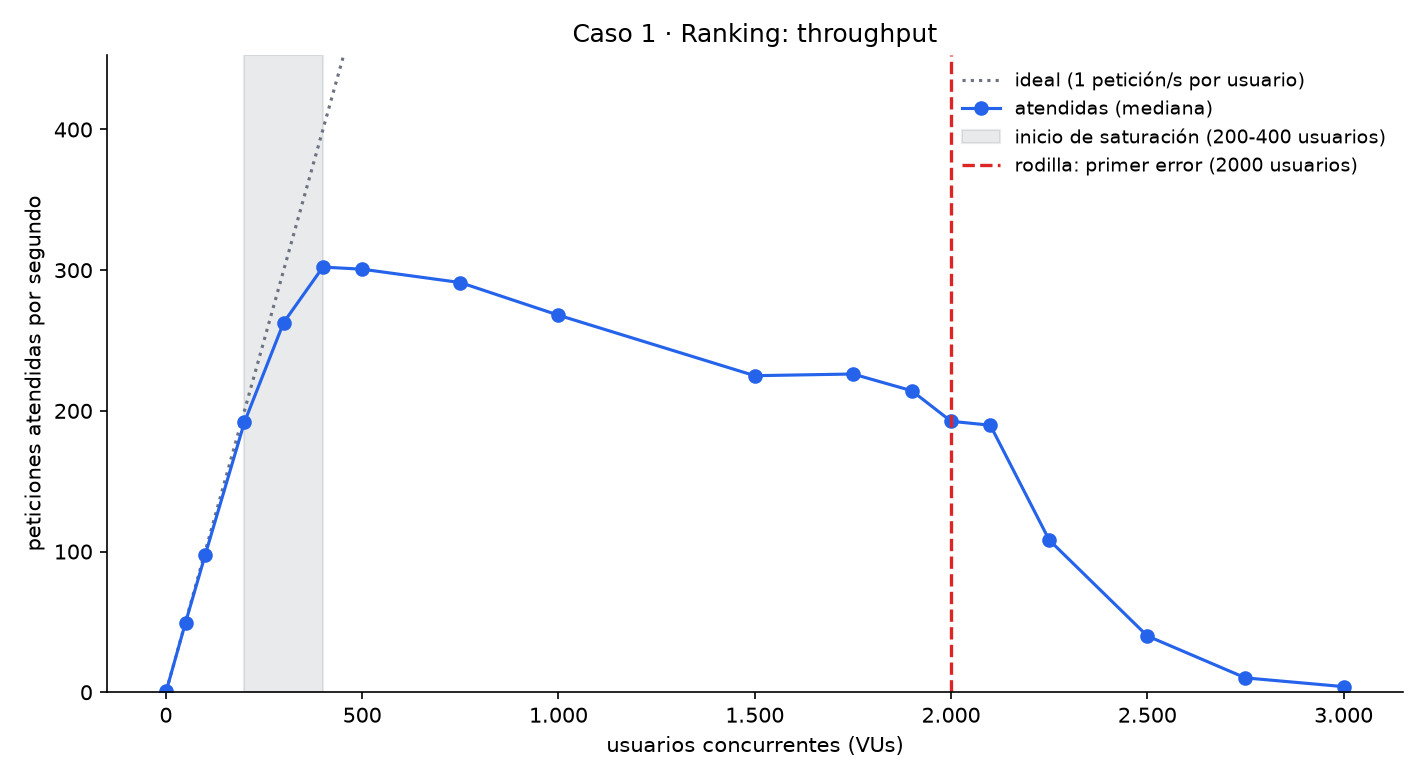 Caso 1 · Ranking: throughput
ideal (1 petición/s por usuario)
atendidas (mediana)
inicio de saturación (200-400 usuarios)
rodilla: primer error (2000 usuarios)
peticiones atendidas por segundo
400
300
200
100
0
0 500 1.000 1.500 2.000 2.500 3.000
usuarios concurrentes (VUs)